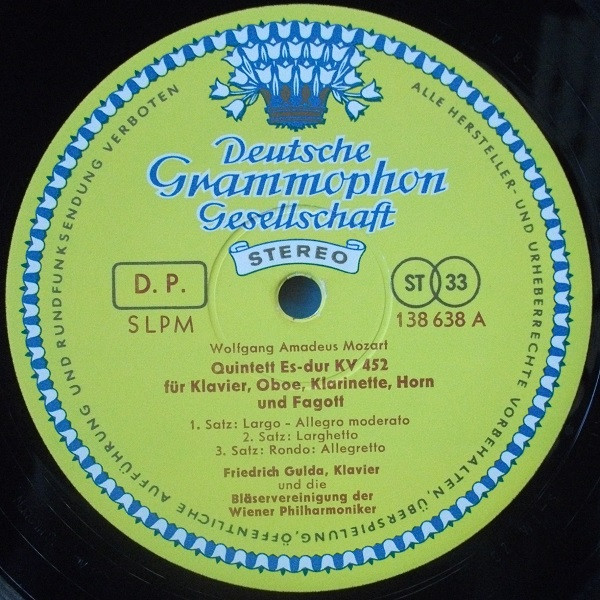 Deutsche
Grammophon
Gesellschaft
STEREO
D. P.
SLPM
ST 33
138 638 A
Wolfgang Amadeus Mozart
Quintett Es-dur KV 452
für Klavier, Oboe, Klarinette, Horn
und Fagott
1. Satz: Largo - Allegro moderato
2. Satz: Larghetto
3. Satz: Rondo: Allegretto
Friedrich Gulda, Klavier
und die
Bläservereinigung der
Wiener Philharmoniker
ALLE HERSTELLER- UND URHEBERRECHTE VORBEHALTEN, ÜBERSPIELUNG, ÖFFENTLICHE AUFFÜHRUNG UND RUNDFUNKSENDUNG VERBOTEN